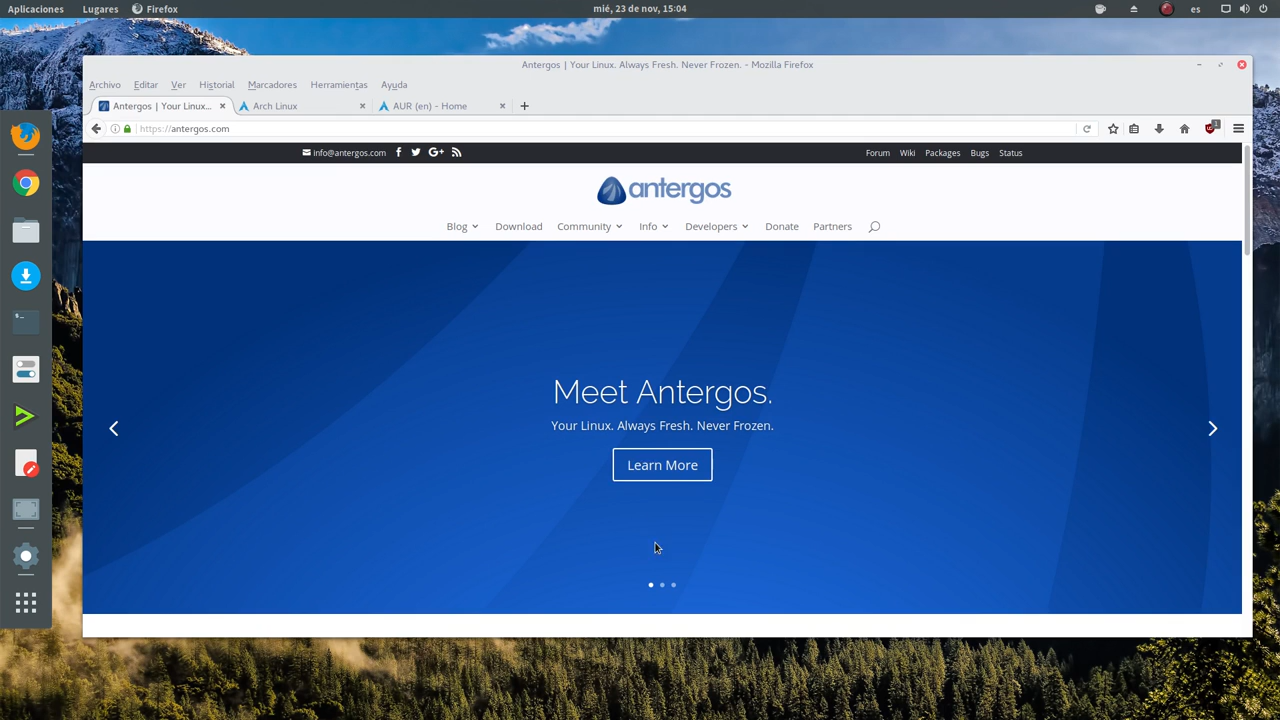 Aplicaciones Lugares Firefox mié, 23 de nov, 15:04 es
Antergos | Your Linux. Always Fresh. Never Frozen. - Mozilla Firefox
Archivo Editar Ver Historial Marcadores Herramientas Ayuda
Antergos | Your Linux... Arch Linux AUR (en) - Home
https://antergos.com
info@antergos.com Forum Wiki Packages Bugs Status
antergos
Blog Download Community Info Developers Donate Partners
Meet Antergos.
Your Linux. Always Fresh. Never Frozen.
Learn More